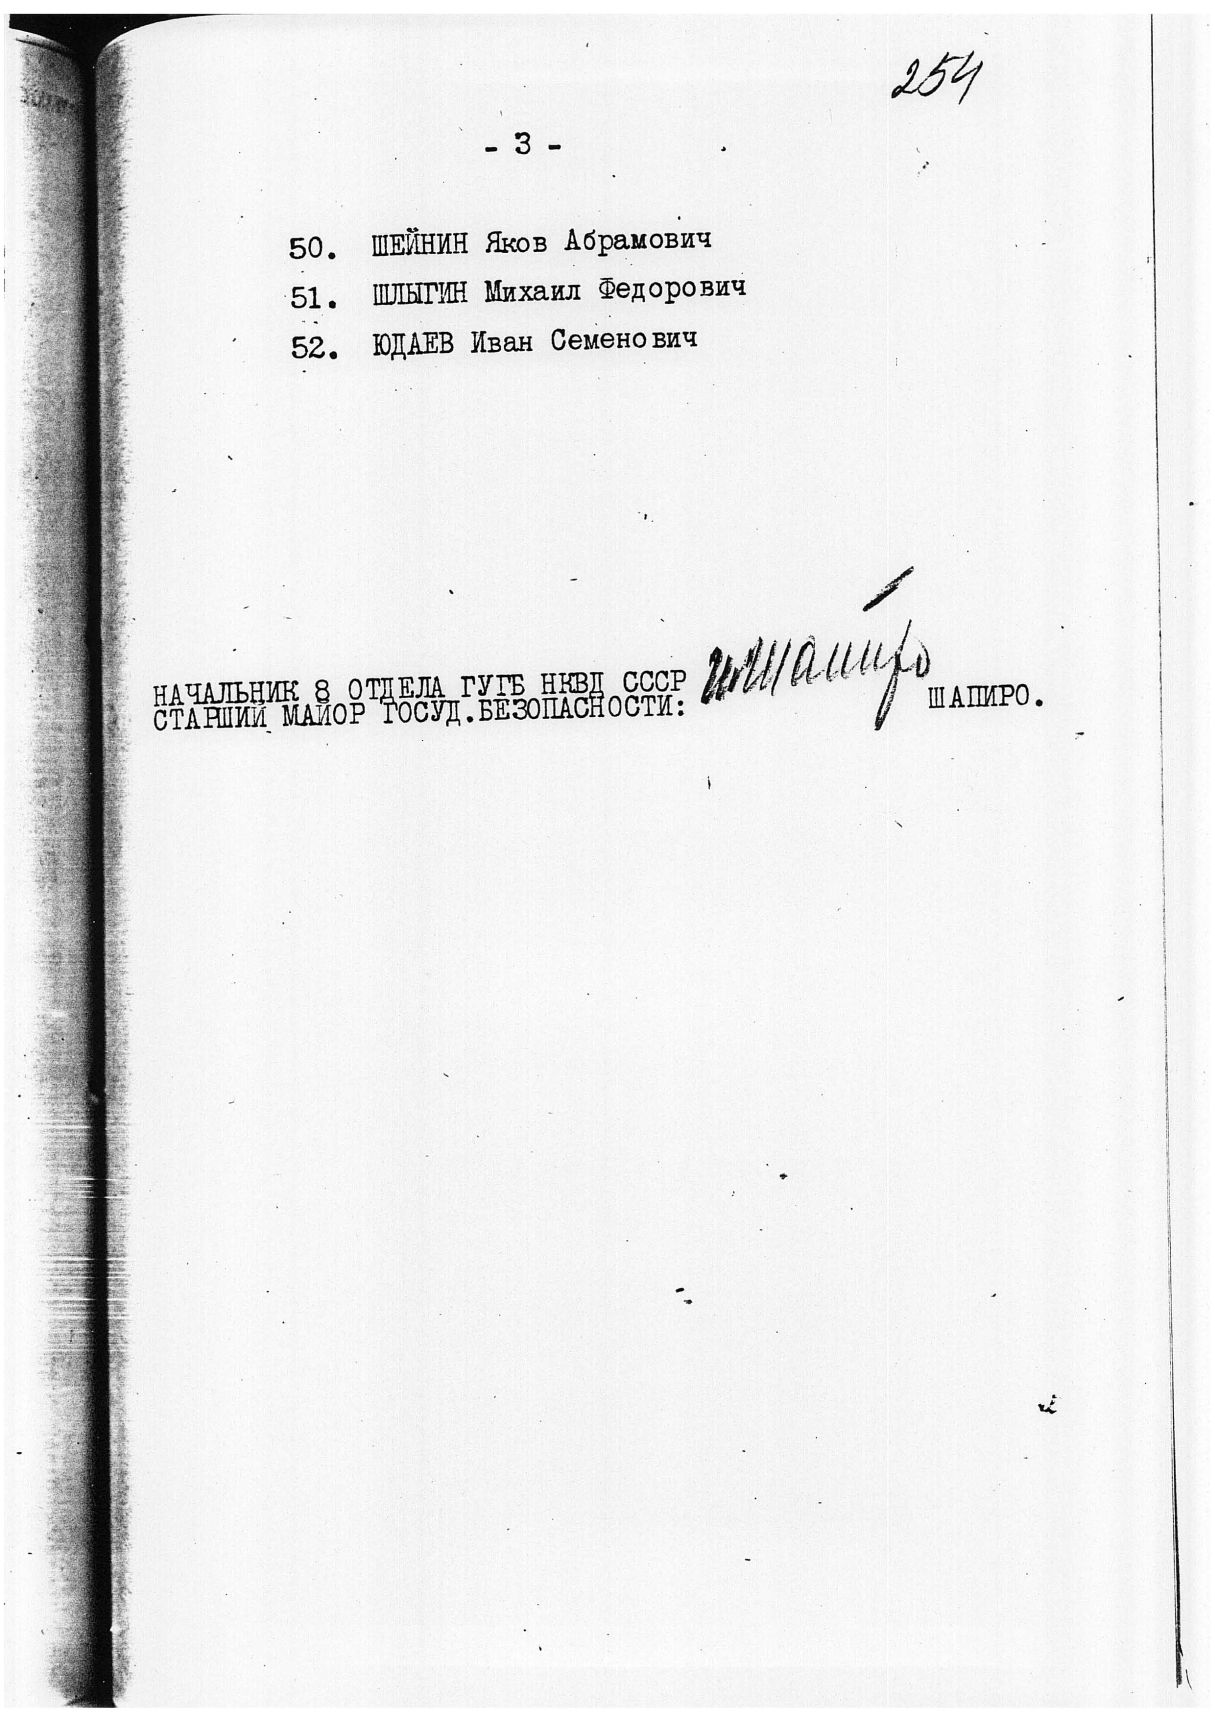 254
- 3 -
50. ШЕЙНИН Яков Абрамович
51. ШЛЫГИН Михаил Федорович
52. ЮДАЕВ Иван Семенович
НАЧАЛЬНИК 8 ОТДЕЛА ГУГБ НКВД СССР
СТАРШИЙ МАЙОР ГОСУД.БЕЗОПАСНОСТИ:
Шапиро
ШАПИРО.